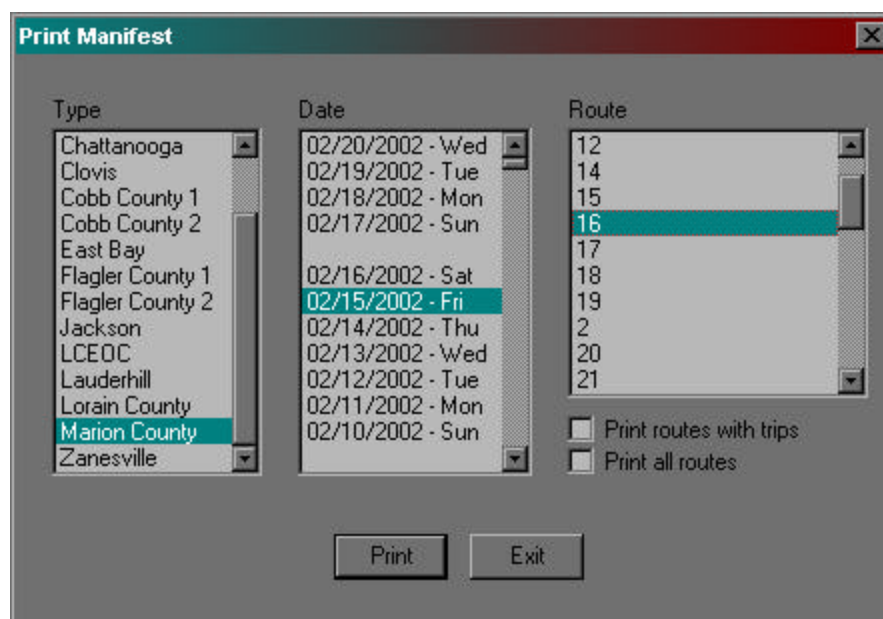 Print Manifest
Type
Chattanooga
Clovis
Cobb County 1
Cobb County 2
East Bay
Flagler County 1
Flagler County 2
Jackson
LCEOC
Lauderhill
Lorain County
Marion County
Zanesville
Date
02/20/2002 - Wed
02/19/2002 - Tue
02/18/2002 - Mon
02/17/2002 - Sun
02/16/2002 - Sat
02/15/2002 - Fri
02/14/2002 - Thu
02/13/2002 - Wed
02/12/2002 - Tue
02/11/2002 - Mon
02/10/2002 - Sun
Route
12
14
15
16
17
18
19
2
20
21
Print routes with trips
Print all routes
Print
Exit